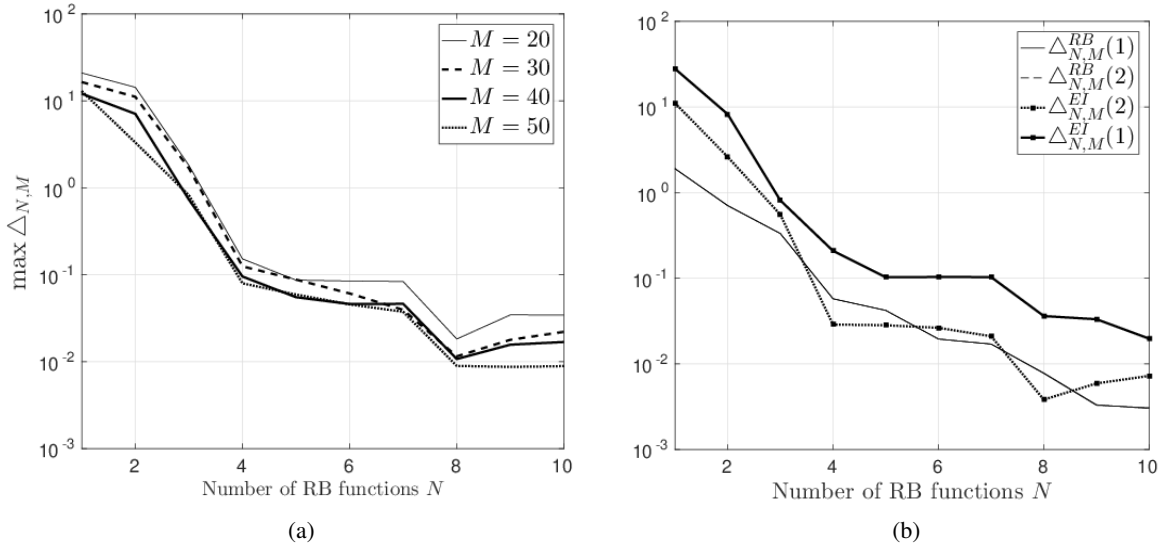 10^2
10^1
10^0
10^-1
10^-2
10^-3
max △_{N,M}
M = 20
M = 30
M = 40
M = 50
2 4 6 8 10
Number of RB functions N
(a)
10^2
10^1
10^0
10^-1
10^-2
10^-3
△^{RB}_{N,M}(1)
△^{RB}_{N,M}(2)
△^{EI}_{N,M}(2)
△^{EI}_{N,M}(1)
2 4 6 8 10
Number of RB functions N
(b)